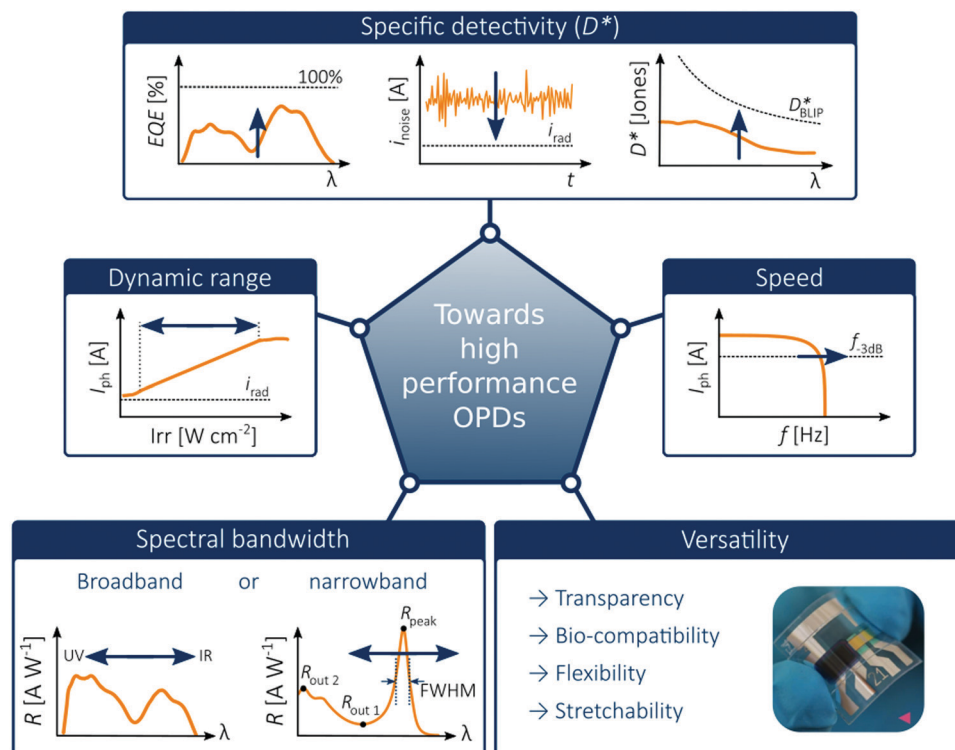 Specific detectivity (D*)
EQE [%]
100%
λ
i_noise [A]
i_rad
t
D* [Jones]
D*_BLIP
λ
Dynamic range
I_ph [A]
i_rad
Irr [W cm⁻²]
Towards
high
performance
OPDs
Speed
I_ph [A]
f_-3dB
f [Hz]
Spectral bandwidth
Broadband or narrowband
R [A W⁻¹]
UV
IR
λ
R [A W⁻¹]
R_peak
R_out 2
R_out 1
FWHM
λ
Versatility
→ Transparency
→ Bio-compatibility
→ Flexibility
→ Stretchability
21